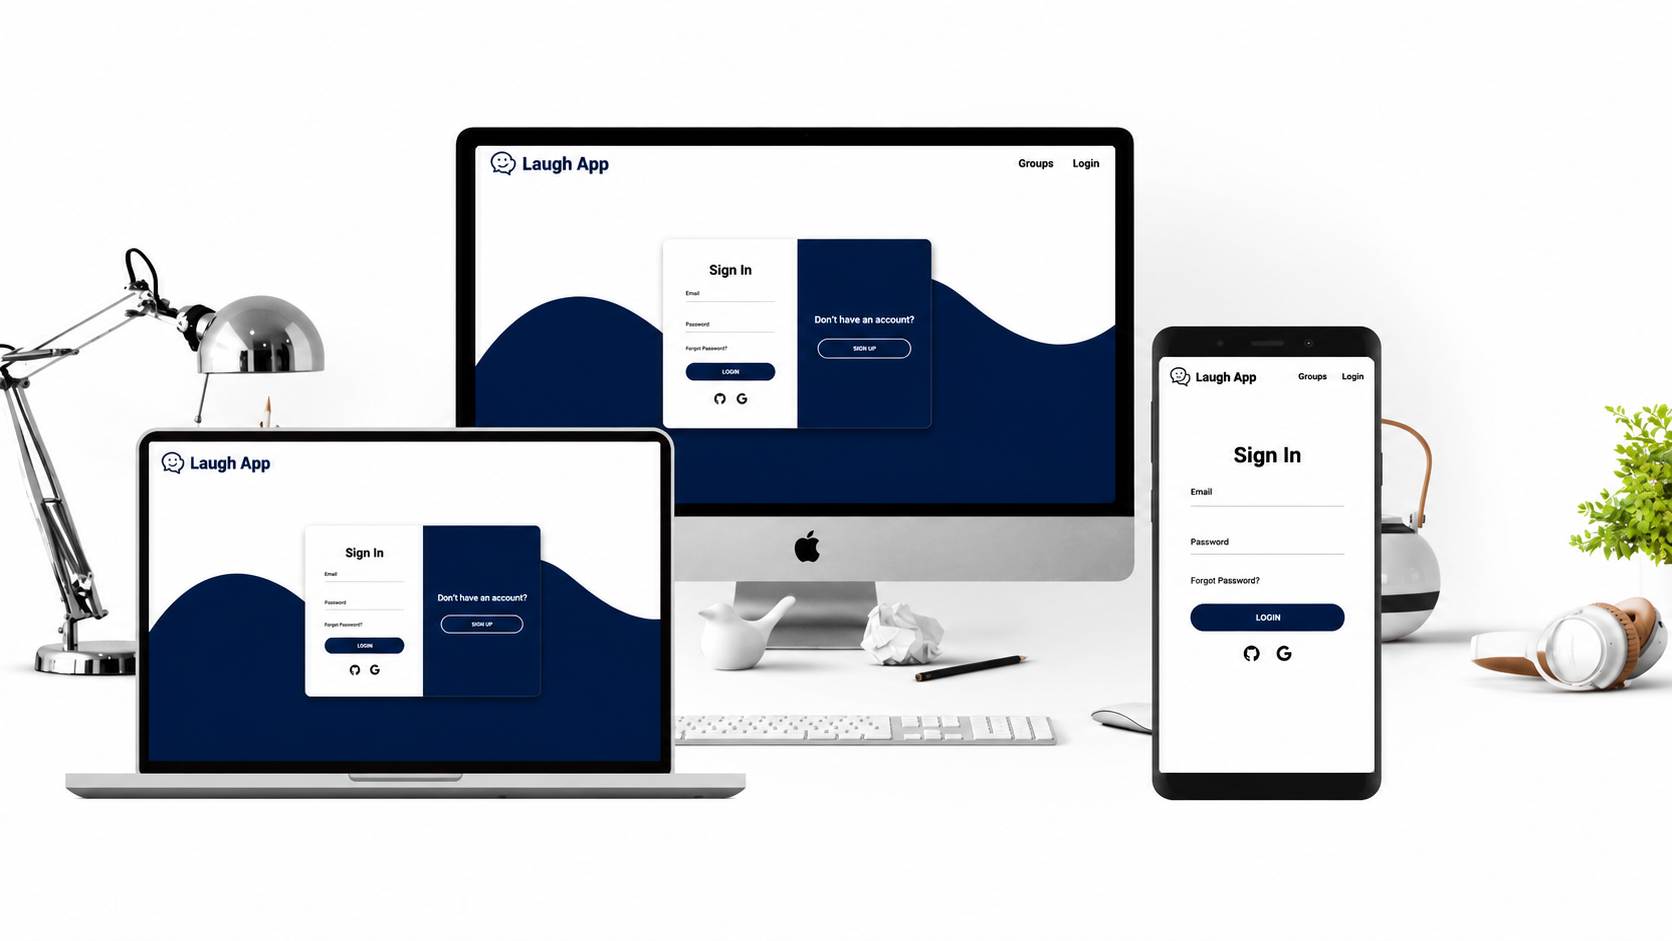 Laugh App
Groups Login
Sign In
Email
Password
Forgot Password?
LOGIN
Don't have an account?
SIGN UP
Laugh App
Sign In
Email
Password
Forgot Password?
LOGIN
Don't have an account?
SIGN UP
Laugh App
Groups Login
Sign In
Email
Password
Forgot Password?
LOGIN